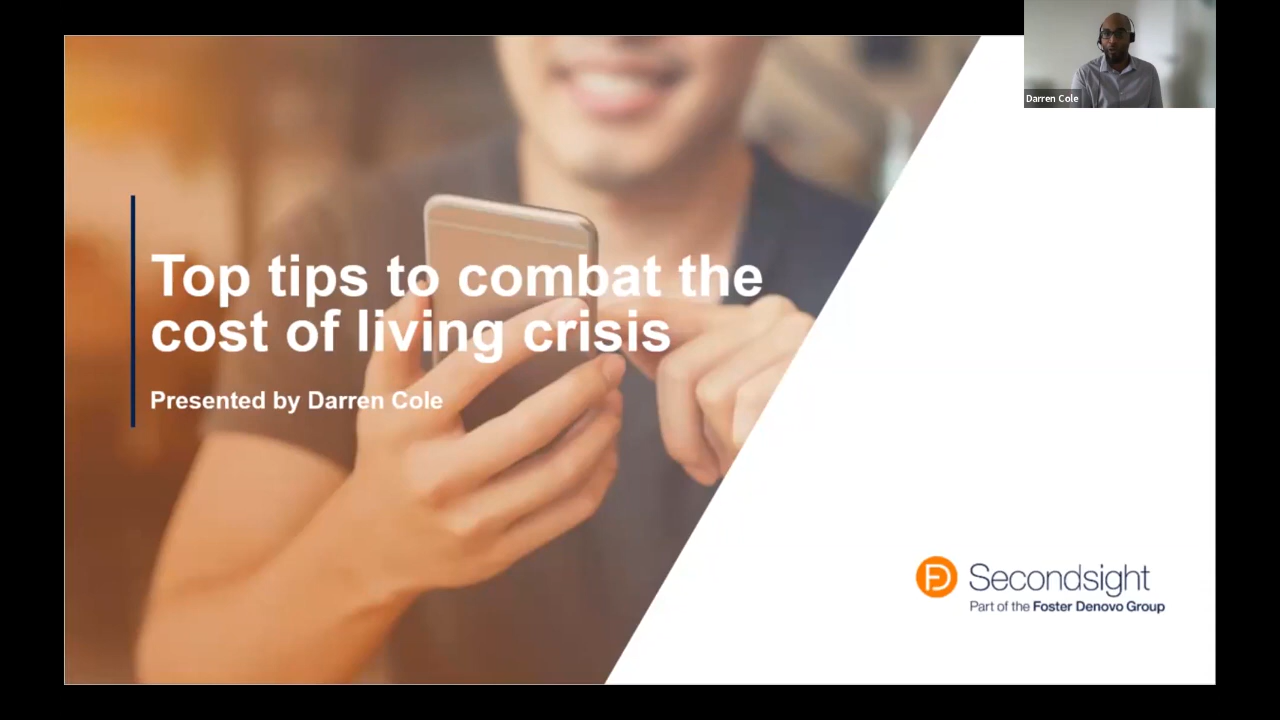 Darren Cole
Top tips to combat the
cost of living crisis
Presented by Darren Cole
Secondsight
Part of the Foster Denovo Group